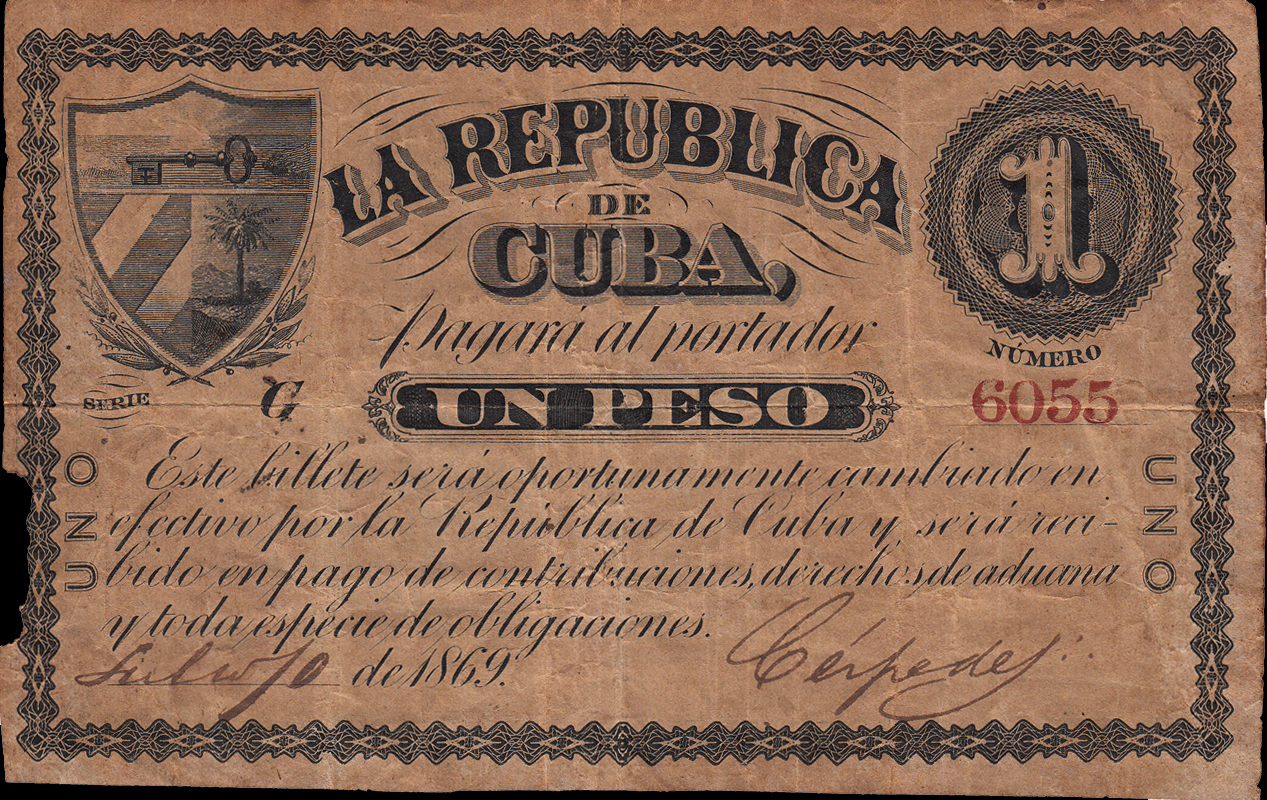 LA REPUBLICA
DE
CUBA,
1
Pagará al portador
NÚMERO
6055
SERIE G
UN PESO
UNO
UNO
Este billete será oportunamente cambiado en
efectivo por la República de Cuba y será reci-
bido en pago de contribuciones, derechos de aduana
y toda especie de obligaciones.
Julio 10 de 1869.
Céspedes